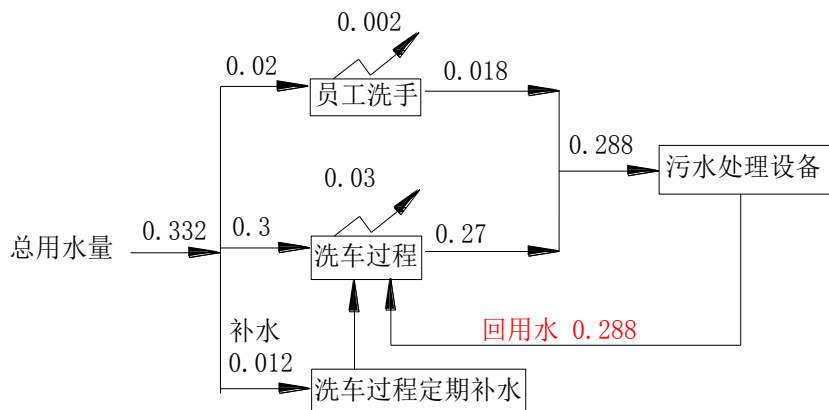 0.002
0.02
员工洗手
0.018
0.288
污水处理设备
0.03
总用水量
0.332
0.3
洗车过程
0.27
补水
0.012
回用水 0.288
洗车过程定期补水